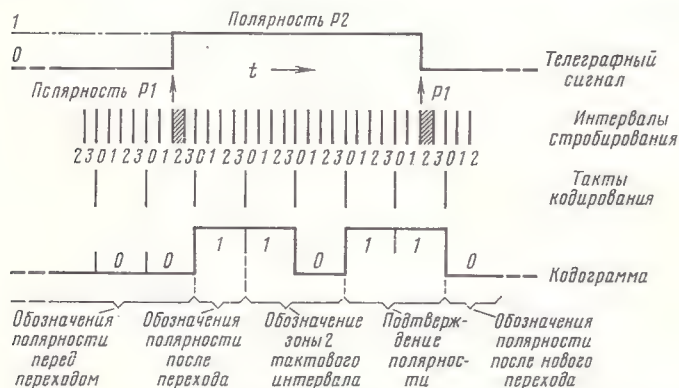 1
Полярность P2
0
t
Телеграфный
сигнал
Полярность P1
P1
Интервалы
стробирования
2 3 0 1 2 3 0 1 2 3 0 1 2 3 0 1 2 3 0 1 2 3 0 1 2 3 0 1 2 3 0 1 2
Такты
кодирования
0 0 1 1 0 1 1 0
Кодограмма
Обозначения
полярности
перед
переходом
Обозначения
полярности
после
перехода
Обозначение
зоны 2
тактового
интервала
Подтверж-
дение
полярнос-
ти
Обозначения
полярности
после нового
перехода